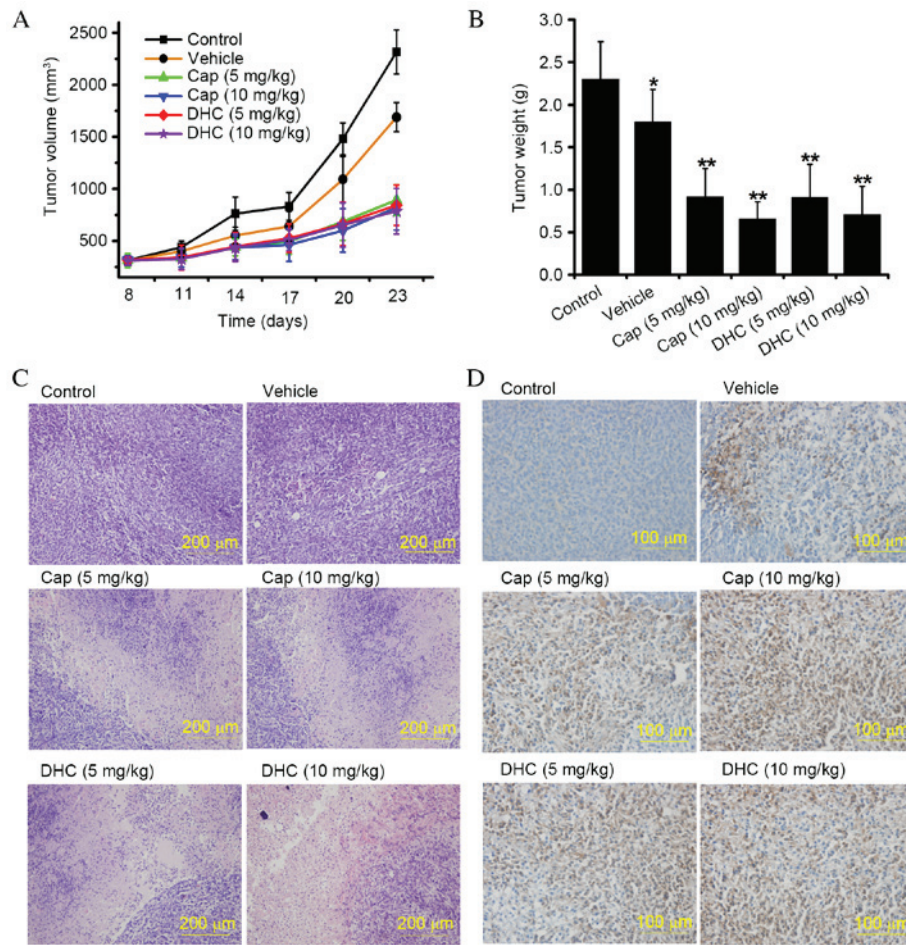 A
Tumor volume (mm³)
2500
2000
1500
1000
500
Control
Vehicle
Cap (5 mg/kg)
Cap (10 mg/kg)
DHC (5 mg/kg)
DHC (10 mg/kg)
8 11 14 17 20 23
Time (days)
B
Tumor weight (g)
3.0
2.5
2.0
1.5
1.0
0.5
0.0
*
**
**
**
**
Control
Vehicle
Cap (5 mg/kg)
Cap (10 mg/kg)
DHC (5 mg/kg)
DHC (10 mg/kg)
C
Control Vehicle
200 μm 200 μm
Cap (5 mg/kg) Cap (10 mg/kg)
200 μm 200 μm
DHC (5 mg/kg) DHC (10 mg/kg)
200 μm 200 μm
D
Control Vehicle
100 μm 100 μm
Cap (5 mg/kg) Cap (10 mg/kg)
100 μm 100 μm
DHC (5 mg/kg) DHC (10 mg/kg)
100 μm 100 μm